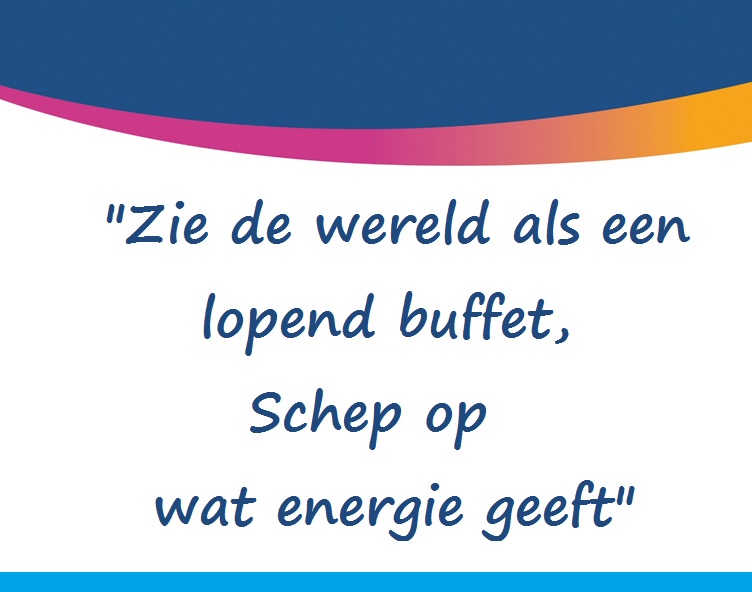 "Zie de wereld als een
lopend buffet,
Schep op
wat energie geeft"